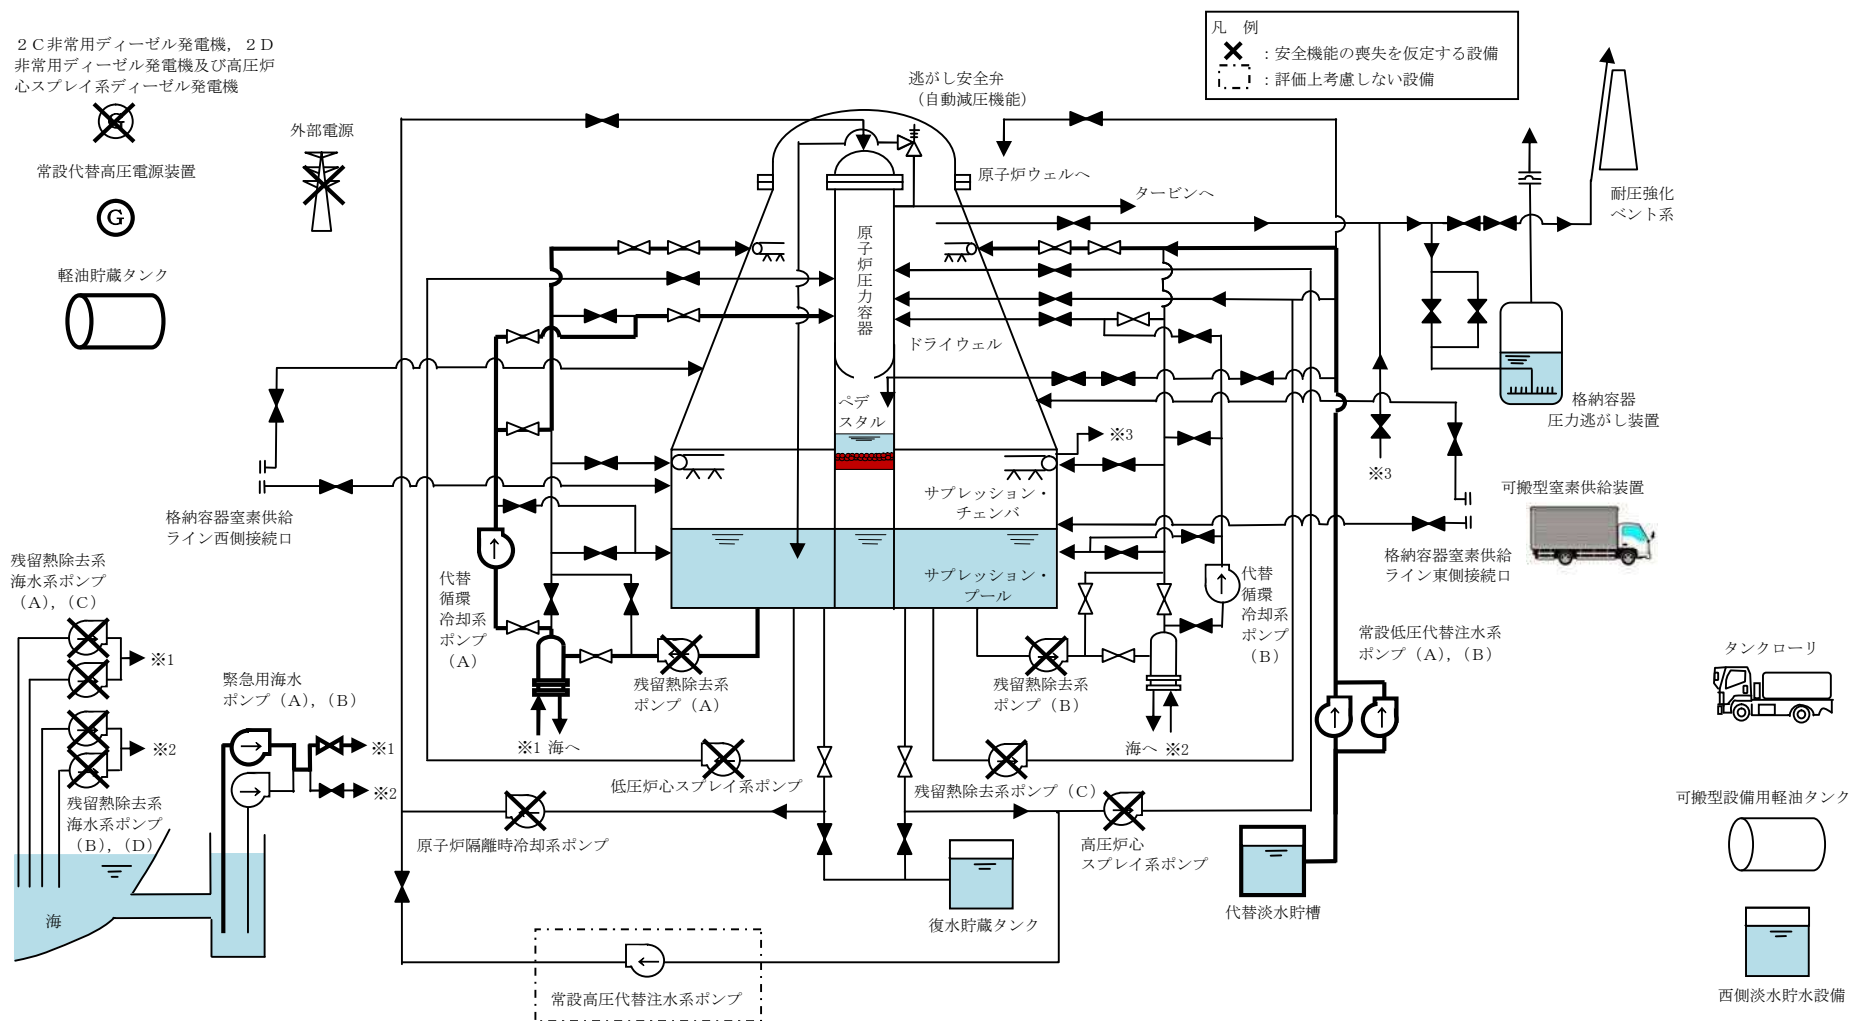 ２Ｃ非常用ディーゼル発電機，２Ｄ
非常用ディーゼル発電機及び高圧炉
心スプレイ系ディーゼル発電機
G
外部電源
常設代替高圧電源装置
G
軽油貯蔵タンク
凡　例
：安全機能の喪失を仮定する設備
：評価上考慮しない設備
逃がし安全弁
（自動減圧機能）
原子炉ウェルへ
タービンへ
耐圧強化
ベント系
原子炉圧力容器
ドライウェル
ペデ
スタル
格納容器
圧力逃がし装置
※3
※3
サプレッション・
チェンバ
サプレッション・
プール
格納容器窒素供給
ライン西側接続口
可搬型窒素供給装置
格納容器窒素供給
ライン東側接続口
残留熱除去系
海水系ポンプ
（A），（C）
※1
※2
残留熱除去系
海水系ポンプ
（B），（D）
海
緊急用海水
ポンプ（A），（B）
※1
※2
代替
循環
冷却系
ポンプ
（A）
残留熱除去系
ポンプ（A）
※1 海へ
残留熱除去系
ポンプ（B）
海へ ※2
代替
循環
冷却系
ポンプ
（B）
常設低圧代替注水系
ポンプ（A），（B）
タンクローリ
低圧炉心スプレイ系ポンプ
残留熱除去系ポンプ（C）
原子炉隔離時冷却系ポンプ
高圧炉心
スプレイ系ポンプ
可搬型設備用軽油タンク
復水貯蔵タンク
代替淡水貯槽
常設高圧代替注水系ポンプ
西側淡水貯水設備